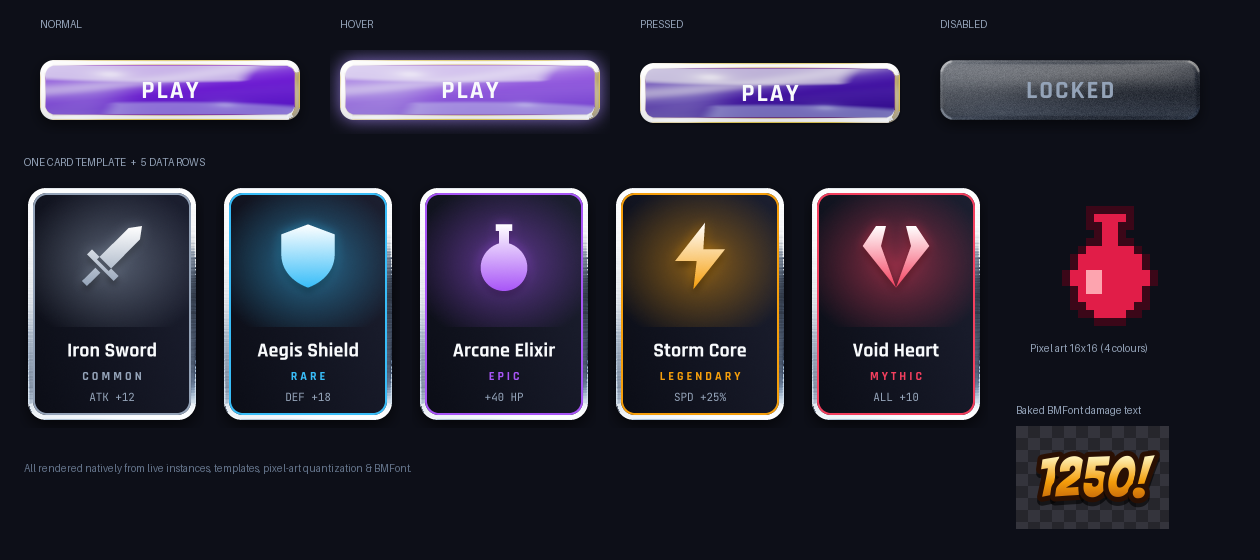 NORMAL HOVER PRESSED DISABLED
PLAY PLAY PLAY LOCKED
ONE CARD TEMPLATE + 5 DATA ROWS
Iron Sword Aegis Shield Arcane Elixir Storm Core Void Heart
COMMON RARE EPIC LEGENDARY MYTHIC
ATK +12 DEF +18 +40 HP SPD +25% ALL +10
Pixel art 16x16 (4 colours)
Baked BMFont damage text
1250!
All rendered natively from live instances, templates, pixel-art quantization & BMFont.